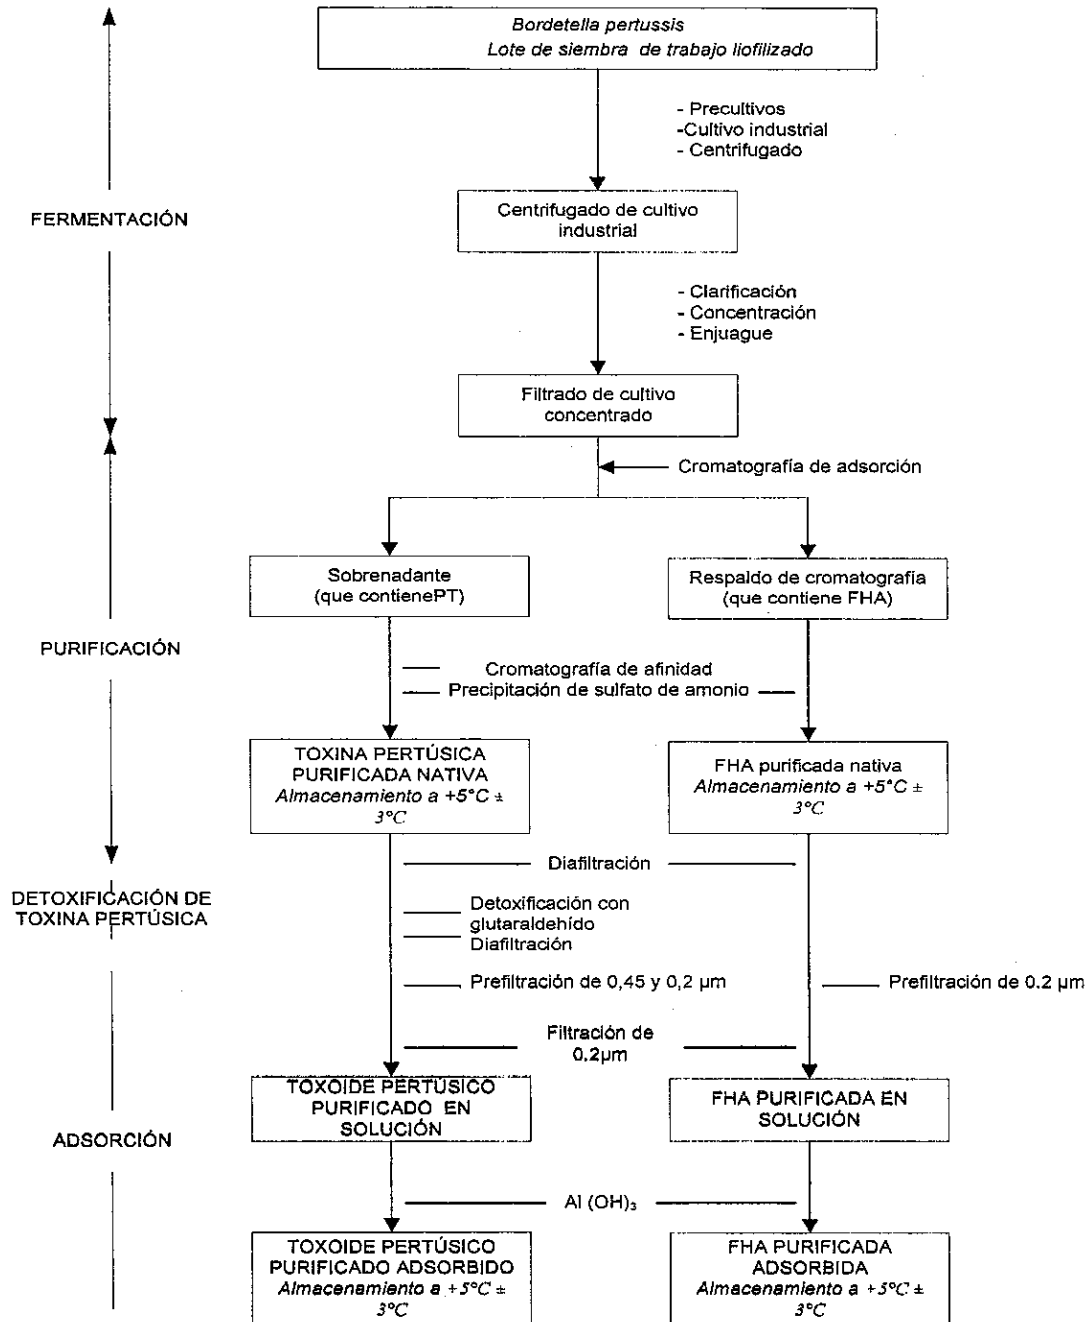 Bordetella pertussis
Lote de siembra de trabajo liofilizado
- Precultivos
-Cultivo industrial
- Centrifugado
FERMENTACIÓN
Centrifugado de cultivo
industrial
- Clarificación
- Concentración
- Enjuague
Filtrado de cultivo
concentrado
Cromatografía de adsorción
Sobrenadante
(que contienePT)
Respaldo de cromatografía
(que contiene FHA)
PURIFICACIÓN
Cromatografía de afinidad
Precipitación de sulfato de amonio
TOXINA PERTÚSICA
PURIFICADA NATIVA
Almacenamiento a +5°C ±
3°C
FHA purificada nativa
Almacenamiento a +5°C ±
3°C
Diafiltración
DETOXIFICACIÓN DE
TOXINA PERTÚSICA
Detoxificación con
glutaraldehído
Diafiltración
Prefiltración de 0,45 y 0,2 µm
Prefiltración de 0.2 µm
Filtración de
0,2µm
TOXOIDE PERTÚSICO
PURIFICADO EN
SOLUCIÓN
FHA PURIFICADA EN
SOLUCIÓN
ADSORCIÓN
Al (OH)₃
TOXOIDE PERTÚSICO
PURIFICADO ADSORBIDO
Almacenamiento a +5°C ±
3°C
FHA PURIFICADA
ADSORBIDA
Almacenamiento a +5°C ±
3°C